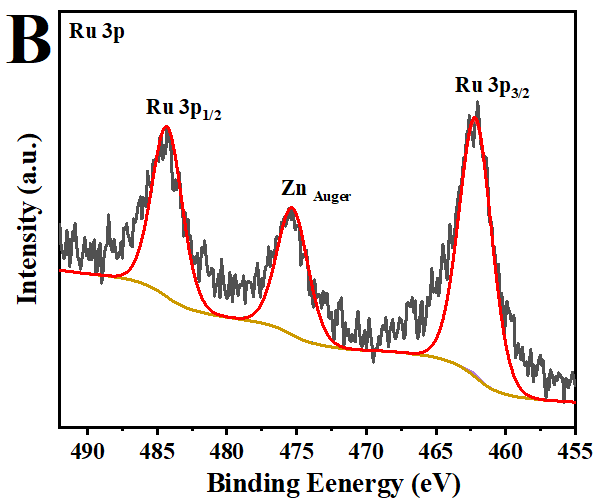 B
Ru 3p
Ru 3p1/2
Zn Auger
Ru 3p3/2
Intensity (a.u.)
490 485 480 475 470 465 460 455
Binding Eenergy (eV)